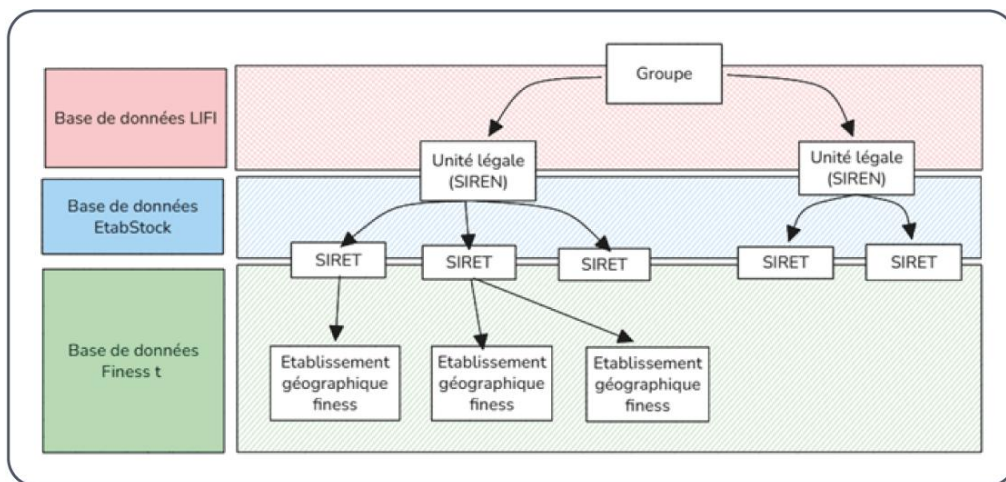 Groupe
Base de données LIFI
Unité légale
(SIREN)
Unité légale
(SIREN)
Base de données
EtabStock
SIRET
SIRET
SIRET
SIRET
SIRET
Base de données
Finess t
Etablissement
géographique
finess
Etablissement
géographique
finess
Etablissement
géographique
finess